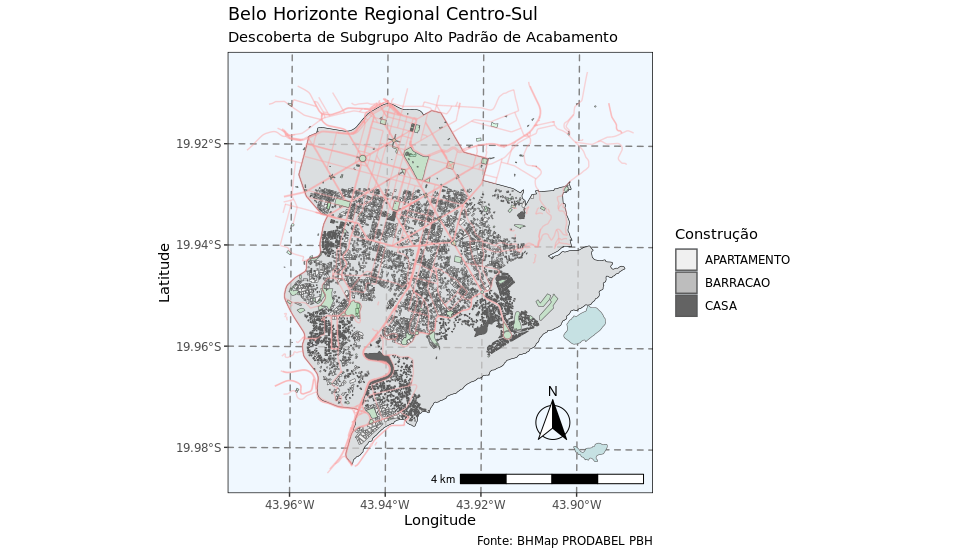 Belo Horizonte Regional Centro-Sul
Descoberta de Subgrupo Alto Padrão de Acabamento
19.92°S
19.94°S
19.96°S
19.98°S
Latitude
N
4 km
43.96°W
43.94°W
43.92°W
43.90°W
Longitude
Construção
APARTAMENTO
BARRACAO
CASA
Fonte: BHMap PRODABEL PBH